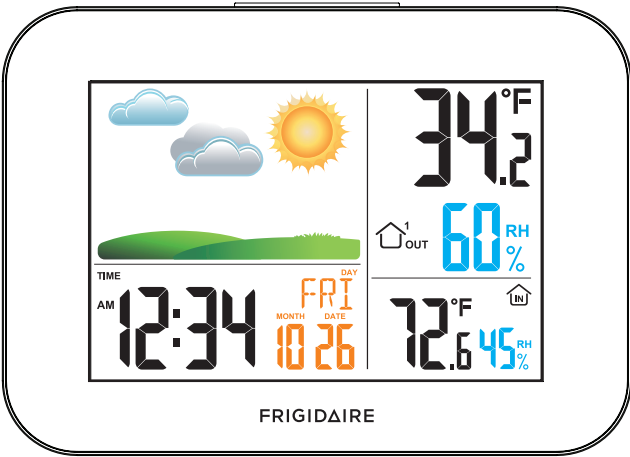 34.2 °F
1
OUT
60 RH %
TIME
AM 12:34
DAY
FRI
MONTH DATE
10 26
72.6 °F
IN
45 RH %
FRIGIDAIRE